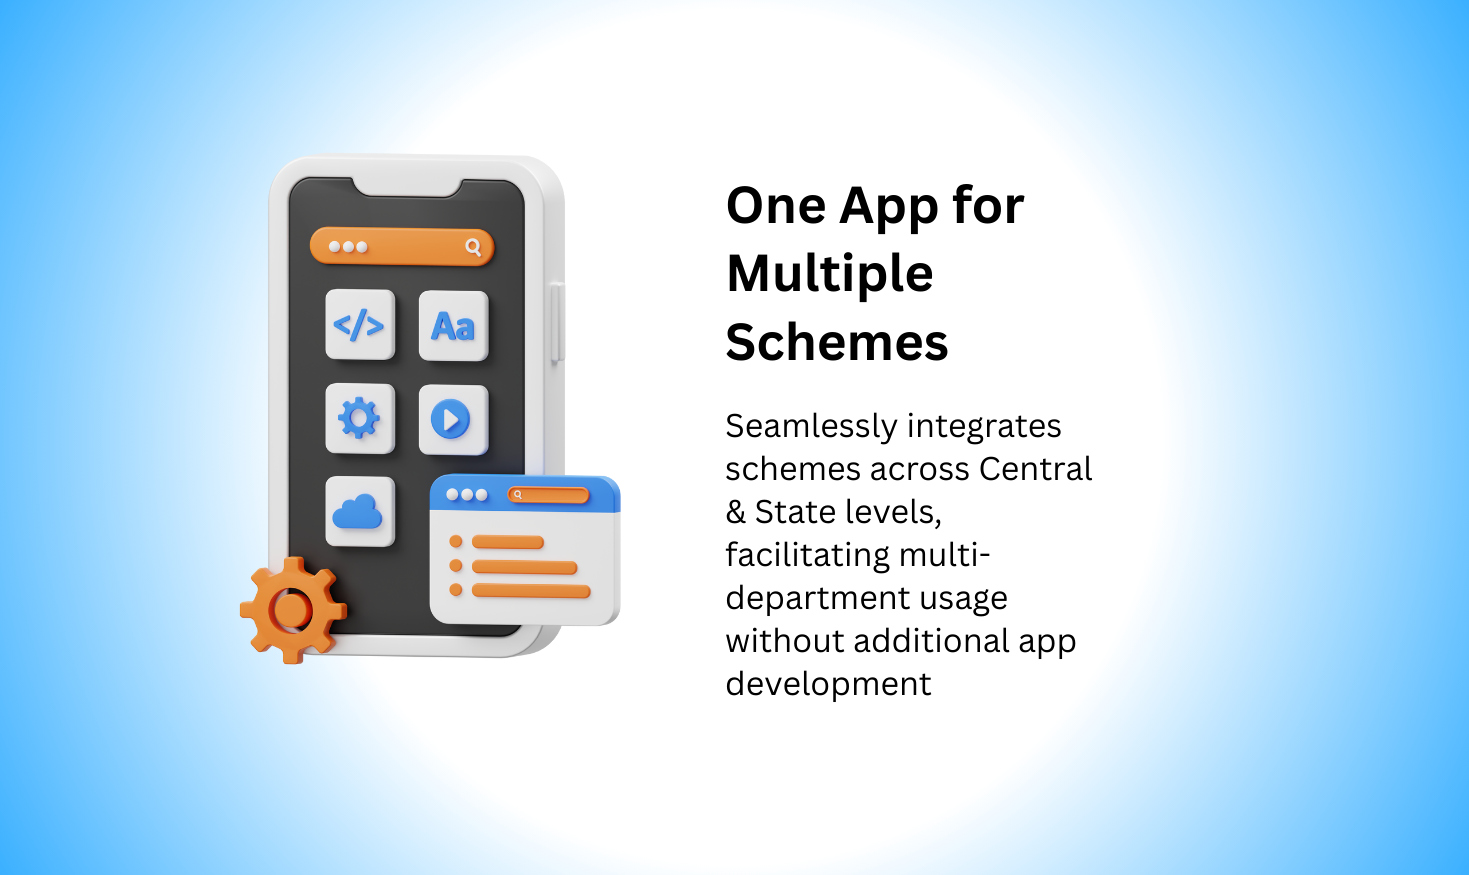 One App for
Multiple
Schemes
Seamlessly integrates
schemes across Central
& State levels,
facilitating multi-
department usage
without additional app
development
</>
Aa